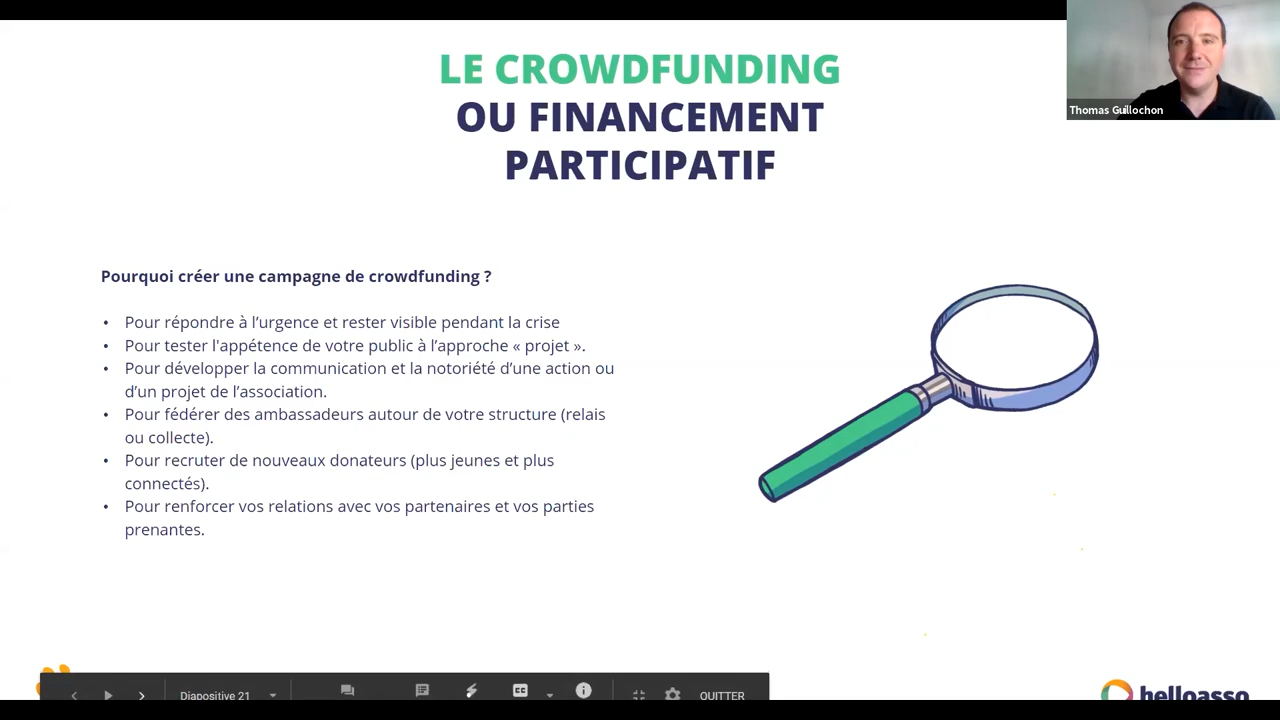 LE CROWDFUNDING
OU FINANCEMENT
PARTICIPATIF
Thomas Guillochon
Pourquoi créer une campagne de crowdfunding ?
• Pour répondre à l’urgence et rester visible pendant la crise
• Pour tester l'appétence de votre public à l’approche « projet ».
• Pour développer la communication et la notoriété d’une action ou
d’un projet de l’association.
• Pour fédérer des ambassadeurs autour de votre structure (relais
ou collecte).
• Pour recruter de nouveaux donateurs (plus jeunes et plus
connectés).
• Pour renforcer vos relations avec vos partenaires et vos parties
prenantes.
Diapositive 21
CC
QUITTER
helloasso